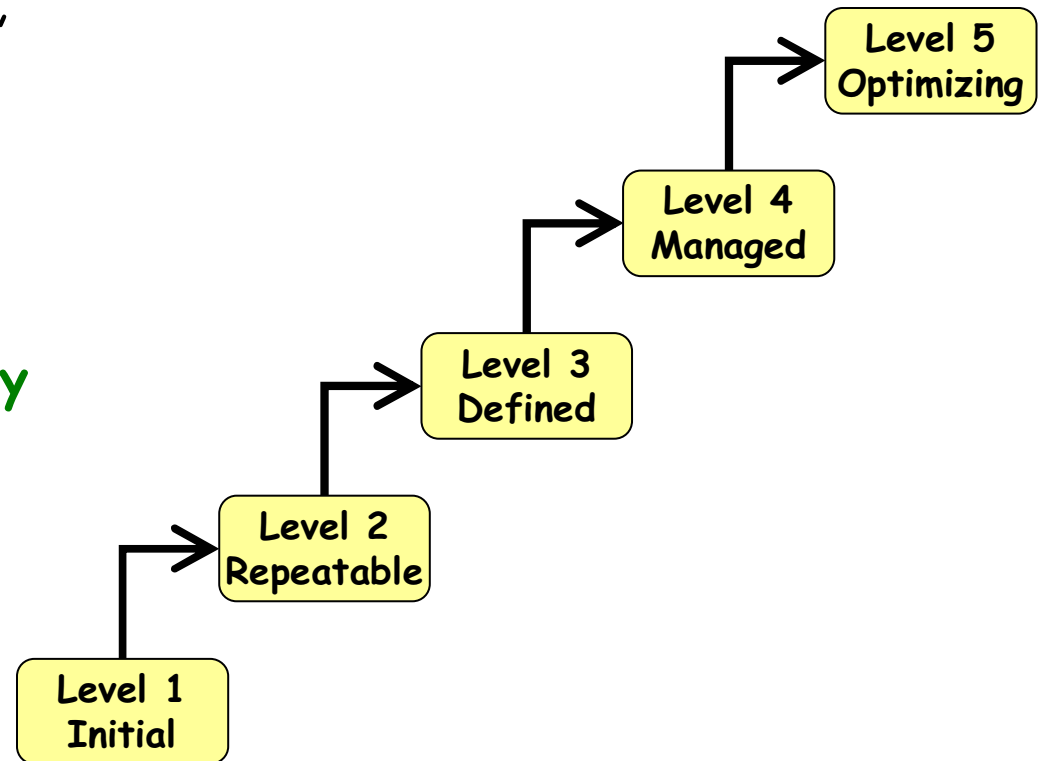 Level 5
Optimizing
Level 4
Managed
Level 3
Defined
y
Level 2
Repeatable
Level 1
Initial